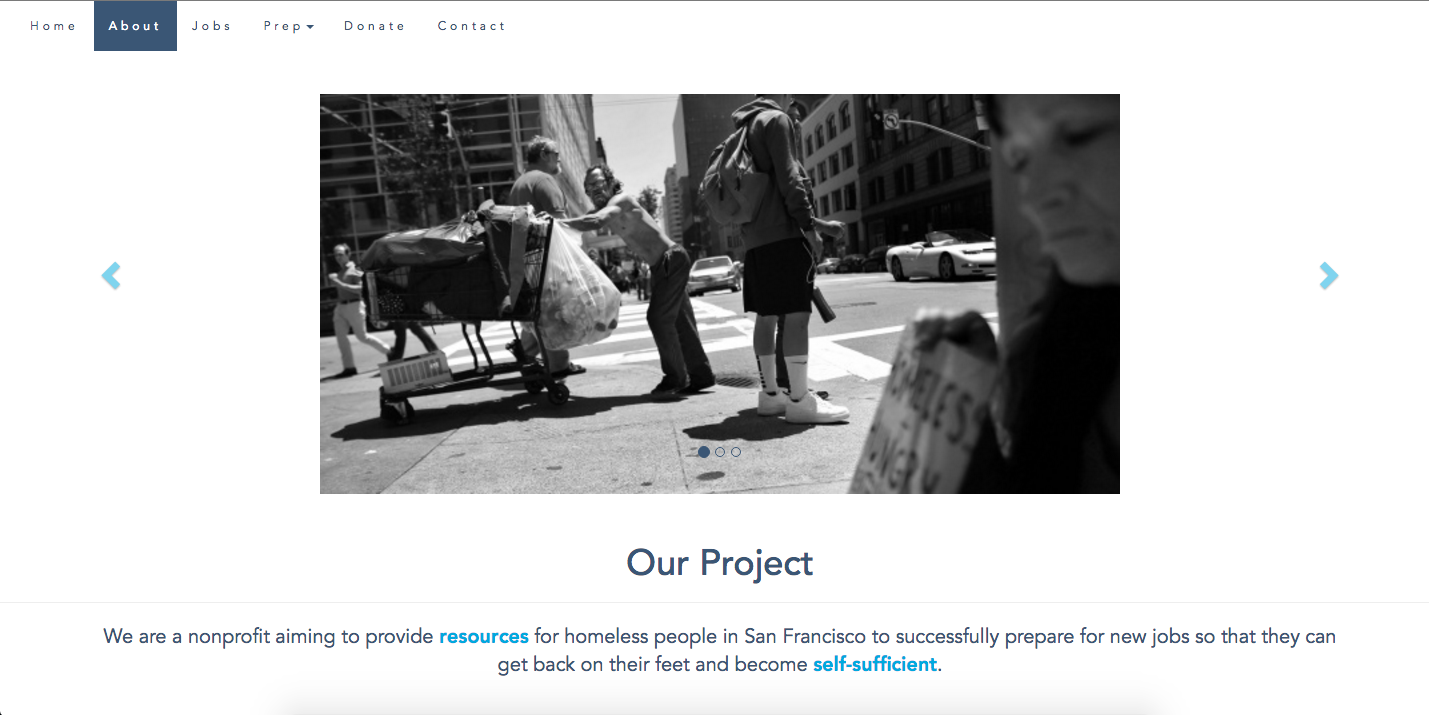 Home About Jobs Prep Donate Contact
Our Project
We are a nonprofit aiming to provide resources for homeless people in San Francisco to successfully prepare for new jobs so that they can
get back on their feet and become self-sufficient.